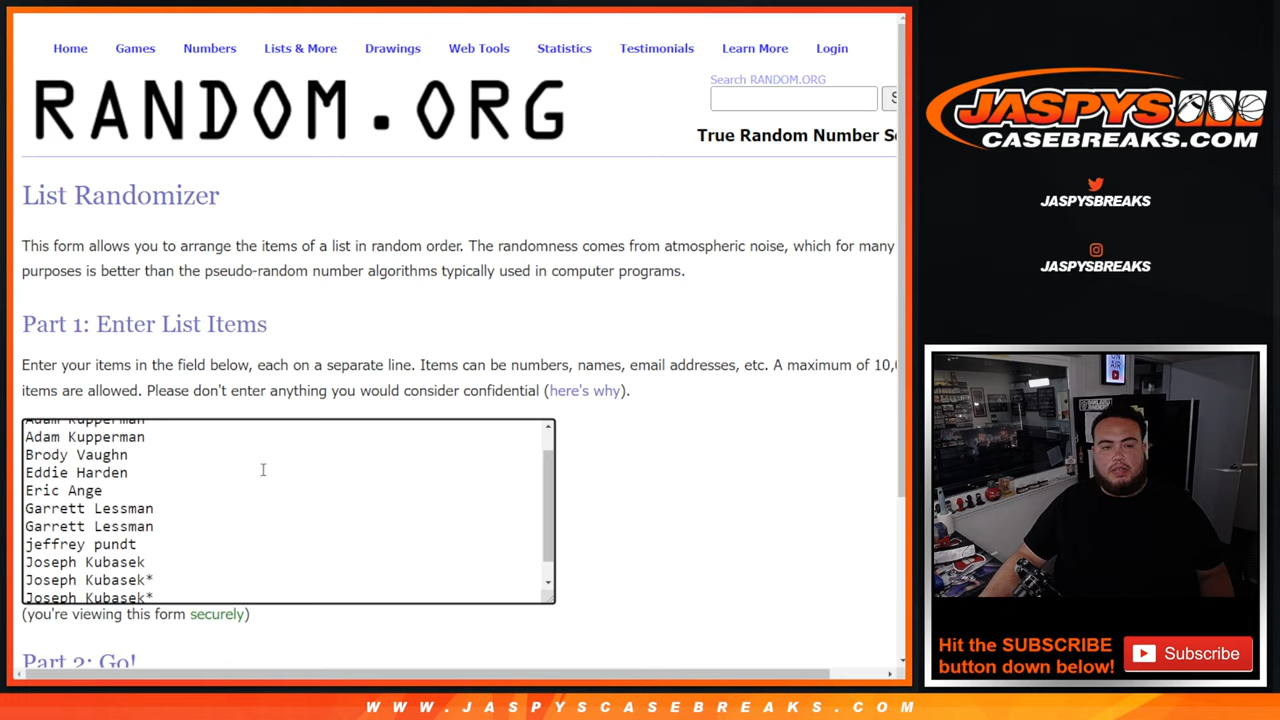 Home Games Numbers Lists & More Drawings Web Tools Statistics Testimonials Learn More Login
RANDOM.ORG
Search RANDOM.ORG
True Random Number Se
List Randomizer
This form allows you to arrange the items of a list in random order. The randomness comes from atmospheric noise, which for many
purposes is better than the pseudo-random number algorithms typically used in computer programs.
Part 1: Enter List Items
Enter your items in the field below, each on a separate line. Items can be numbers, names, email addresses, etc. A maximum of 10,0
items are allowed. Please don't enter anything you would consider confidential (here's why).
Adam Kupperman
Adam Kupperman
Brody Vaughn
Eddie Harden
Eric Ange
Garrett Lessman
Garrett Lessman
jeffrey pundt
Joseph Kubasek
Joseph Kubasek*
Joseph Kubasek*
(you're viewing this form securely)
Part 2: Go!
JASPYS
CASEBREAKS.COM
JASPYSBREAKS
JASPYSBREAKS
Hit the SUBSCRIBE
button down below!
Subscribe
WWW.JASPYSCASEBREAKS.COM